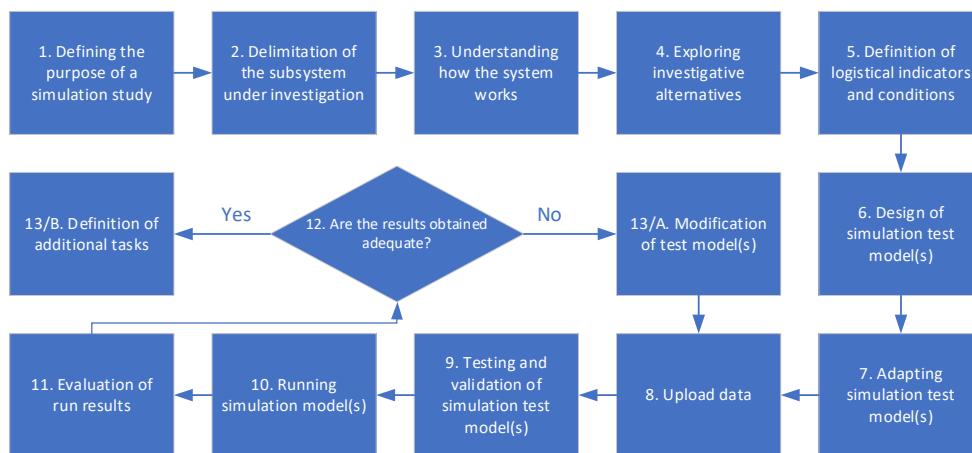 1. Defining the
purpose of a
simulation study
2. Delimitation of
the subsystem
under investigation
3. Understanding
how the system
works
4. Exploring
investigative
alternatives
5. Definition of
logistical indicators
and conditions
13/B. Definition of
additional tasks
Yes
12. Are the results obtained
adequate?
No
13/A. Modification
of test model(s)
6. Design of
simulation test
model(s)
11. Evaluation of
run results
10. Running
simulation model(s)
9. Testing and
validation of
simulation test
model(s)
8. Upload data
7. Adapting
simulation test
model(s)